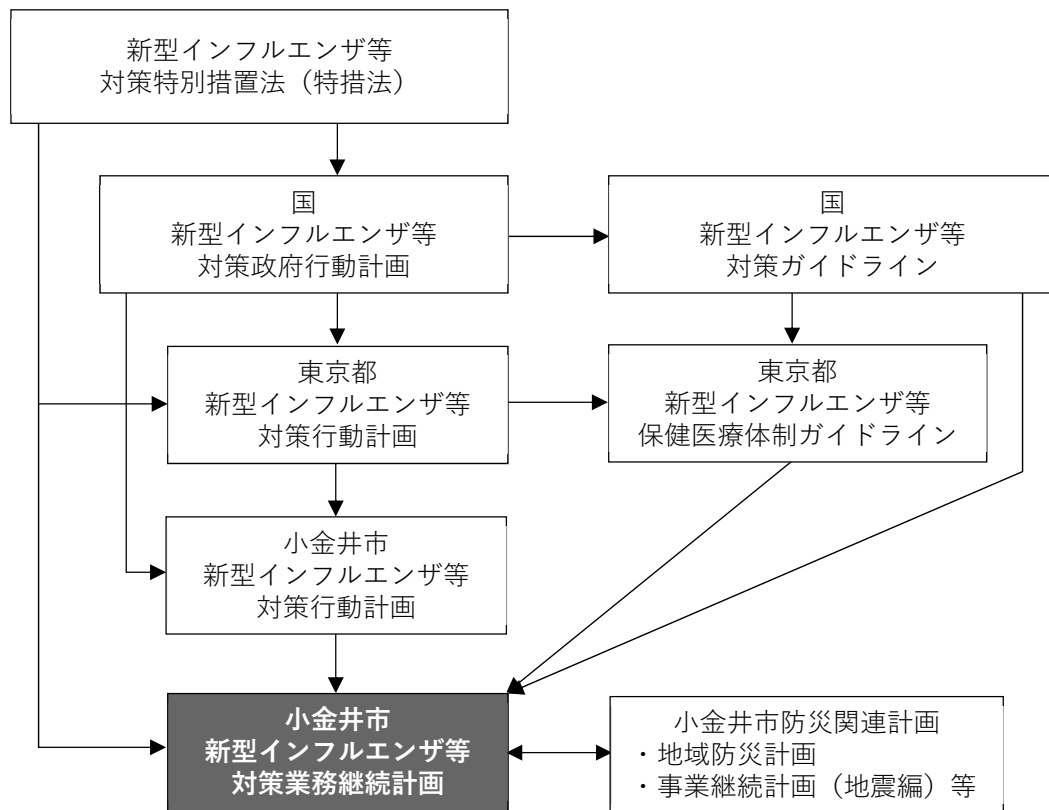 新型インフルエンザ等
対策特別措置法（特措法）
国
新型インフルエンザ等
対策政府行動計画
国
新型インフルエンザ等
対策ガイドライン
東京都
新型インフルエンザ等
対策行動計画
東京都
新型インフルエンザ等
保健医療体制ガイドライン
小金井市
新型インフルエンザ等
対策行動計画
小金井市
新型インフルエンザ等
対策業務継続計画
小金井市防災関連計画
・地域防災計画
・事業継続計画（地震編）等